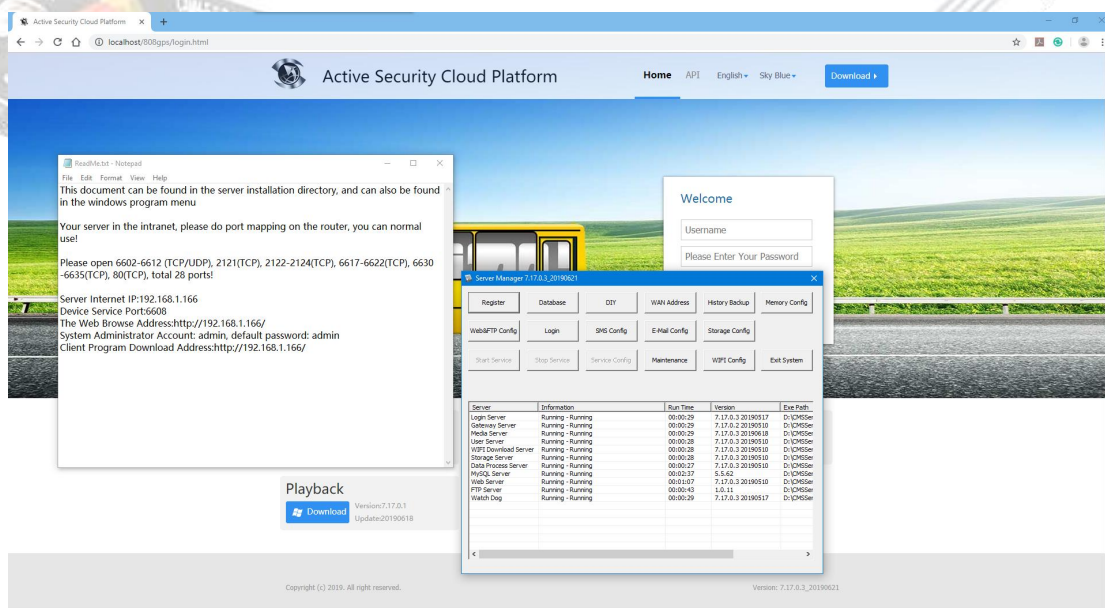 Active Security Cloud Platform
localhost/808gps/login.html
Active Security Cloud Platform
Home API English Sky Blue Download
ReadMe.txt - Notepad
File Edit Format View Help
This document can be found in the server installation directory, and can also be found
in the windows program menu
Your server in the intranet, please do port mapping on the router, you can normal
use!
Please open 6602-6612 (TCP/UDP), 2121(TCP), 2122-2124(TCP), 6617-6622(TCP), 6630
-6635(TCP), 80(TCP), total 28 ports!
Server Internet IP:192.168.1.166
Device Service Port:6608
The Web Browse Address:http://192.168.1.166/
System Administrator Account: admin, default password: admin
Client Program Download Address:http://192.168.1.166/
Welcome
Username
Please Enter Your Password
Server Manager 7.17.0.3_20190621
Register Database DIY WAN Address History Backup Memory Config
Web&FTP Config Login SMS Config E-Mail Config Storage Config
Start Service Stop Service Service Config Maintenance WIFI Config Exit System
Server Information Run Time Version Exe Path
Login Server Running - Running 00:00:29 7.17.0.3 20190517 D:\CMSSer
Gateway Server Running - Running 00:00:29 7.17.0.2 20190510 D:\CMSSer
Media Server Running - Running 00:00:29 7.17.0.3 20190618 D:\CMSSer
User Server Running - Running 00:00:28 7.17.0.3 20190510 D:\CMSSer
WIFI Download Server Running - Running 00:00:28 7.17.0.3 20190510 D:\CMSSer
Storage Server Running - Running 00:00:28 7.17.0.3 20190510 D:\CMSSer
Data Process Server Running - Running 00:00:27 7.17.0.3 20190510 D:\CMSSer
MySQL Server Running - Running 00:02:37 5.5.62 D:\CMSSer
Web Server Running - Running 00:01:07 7.17.0.3 20190510 D:\CMSSer
FTP Server Running - Running 00:00:43 1.0.11 D:\CMSSer
Watch Dog Running - Running 00:00:29 7.17.0.3 20190517 D:\CMSSer
Playback
Download
Version:7.17.0.1
Update:20190618
Copyright (c) 2019. All right reserved.
Version: 7.17.0.3_20190621